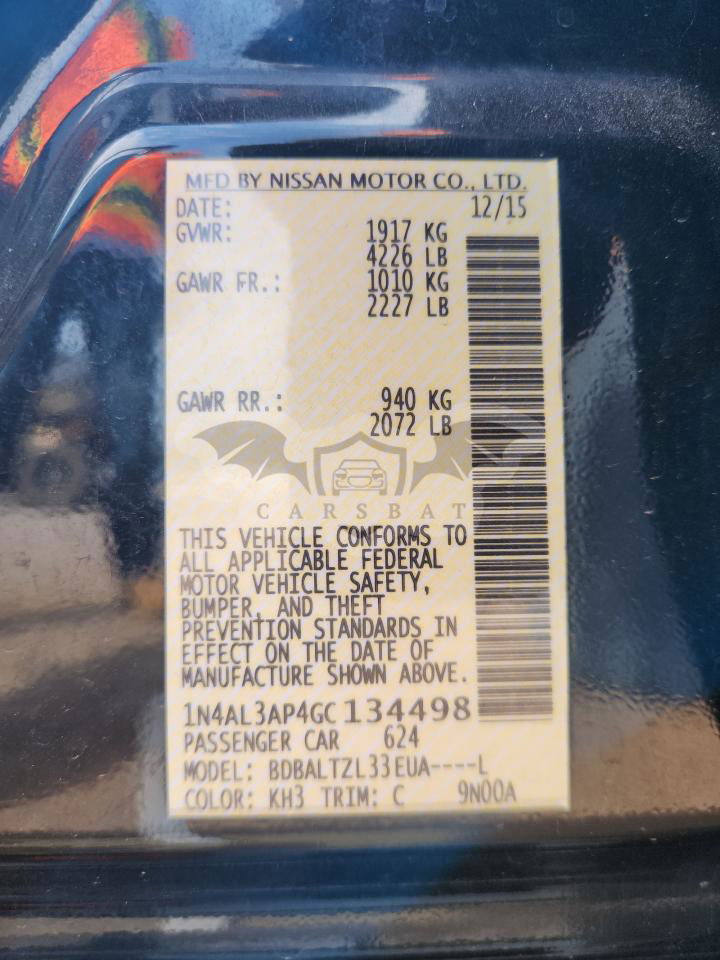 MFD BY NISSAN MOTOR CO., LTD.
DATE: 12/15
GVWR: 1917 KG
4226 LB
GAWR FR.: 1010 KG
2227 LB
GAWR RR.: 940 KG
2072 LB
CARSBAT
THIS VEHICLE CONFORMS TO
ALL APPLICABLE FEDERAL
MOTOR VEHICLE SAFETY,
BUMPER, AND THEFT
PREVENTION STANDARDS IN
EFFECT ON THE DATE OF
MANUFACTURE SHOWN ABOVE.
1N4AL3AP4GC134498
PASSENGER CAR 624
MODEL: BDBALTZL33EUA----L
COLOR: KH3 TRIM: C 9N00A